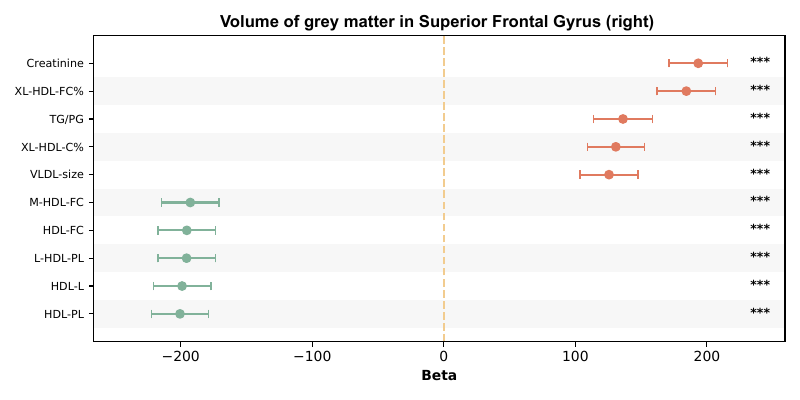 Volume of grey matter in Superior Frontal Gyrus (right)
Creatinine ***
XL-HDL-FC% ***
TG/PG ***
XL-HDL-C% ***
VLDL-size ***
M-HDL-FC ***
HDL-FC ***
L-HDL-PL ***
HDL-L ***
HDL-PL ***
−200 −100 0 100 200
Beta